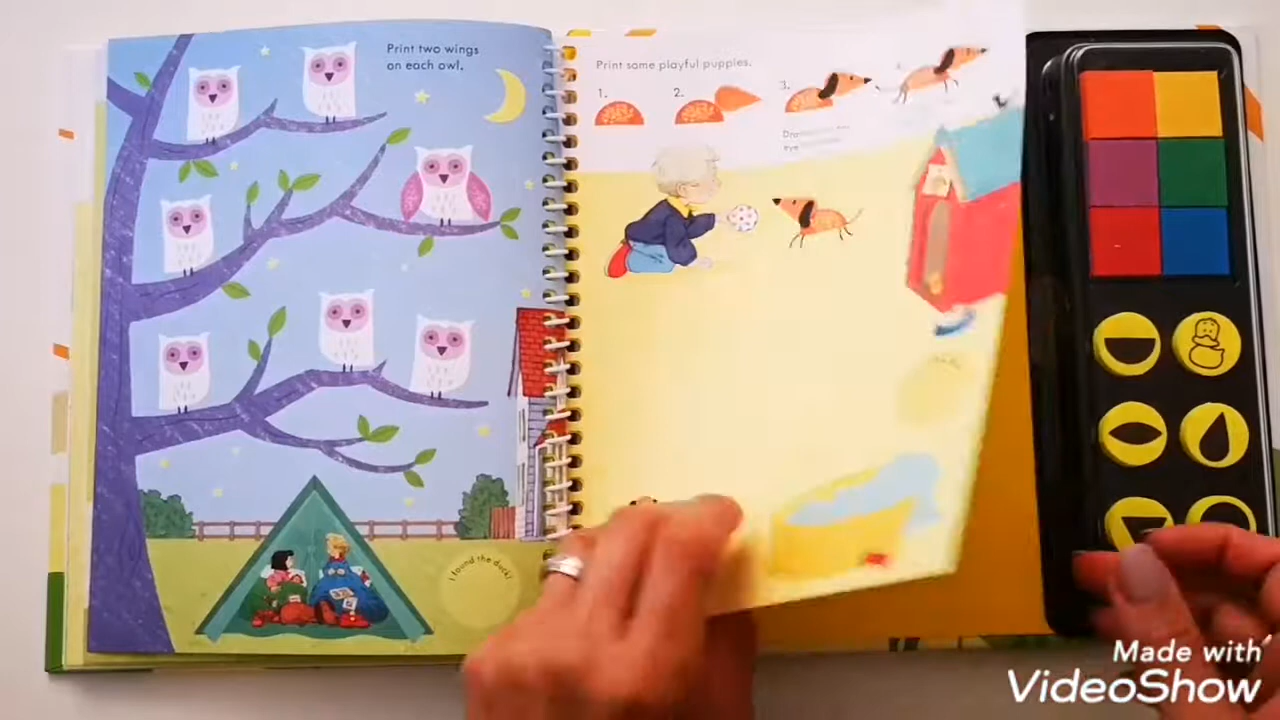 Print two wings
on each owl.
Print some playful puppies.
1.
2.
3.
eye
I found the duck!
Made with
VideoShow